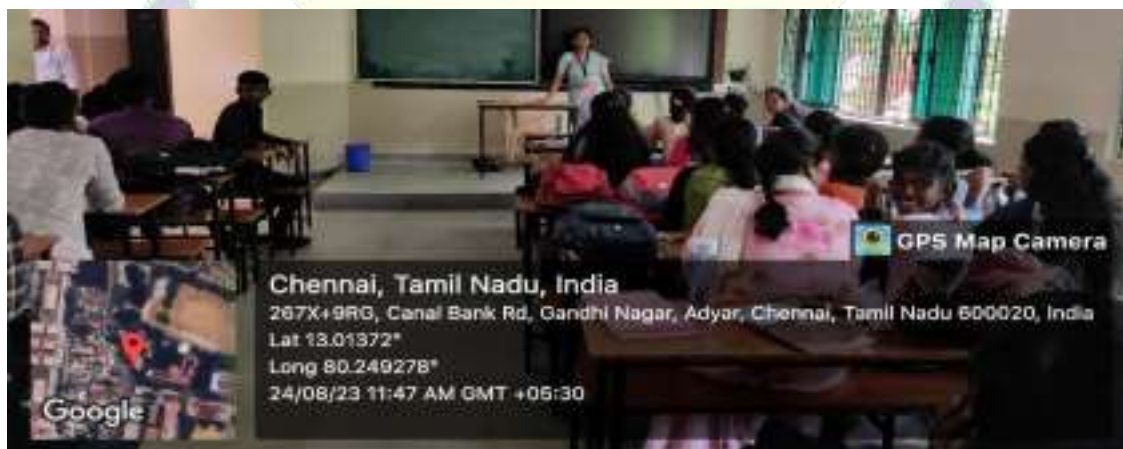 GPS Map Camera
Chennai, Tamil Nadu, India
267X+9RG, Canal Bank Rd, Gandhi Nagar, Adyar, Chennai, Tamil Nadu 600020, India
Lat 13.01372°
Long 80.249278°
24/08/23 11:47 AM GMT +05:30
Google